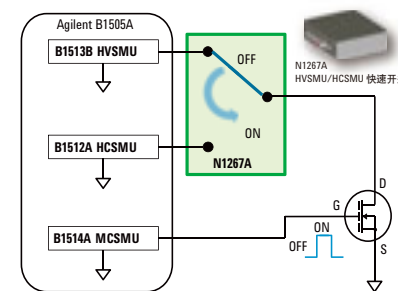 Agilent B1505A
B1513B HVSMU
OFF
N1267A
HVSMU/HCSMU 快速开
ON
B1512A HCSMU
N1267A
D
G
ON
B1514A MCSMU
OFF
S